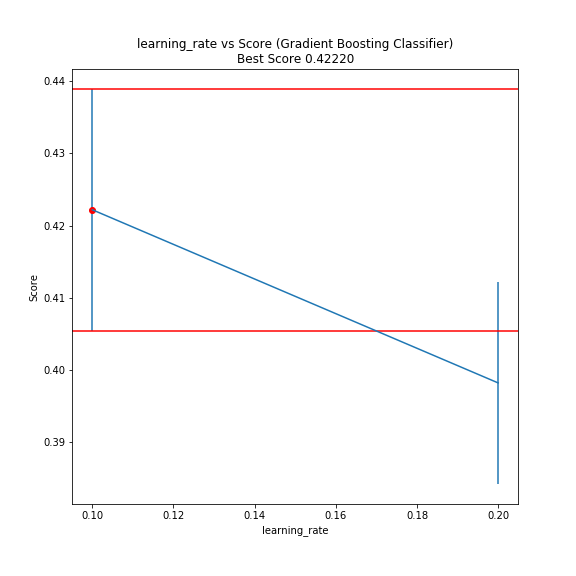 learning_rate vs Score (Gradient Boosting Classifier)
Best Score 0.42220
0.44
0.43
0.42
0.41
0.40
0.39
Score
0.10 0.12 0.14 0.16 0.18 0.20
learning_rate